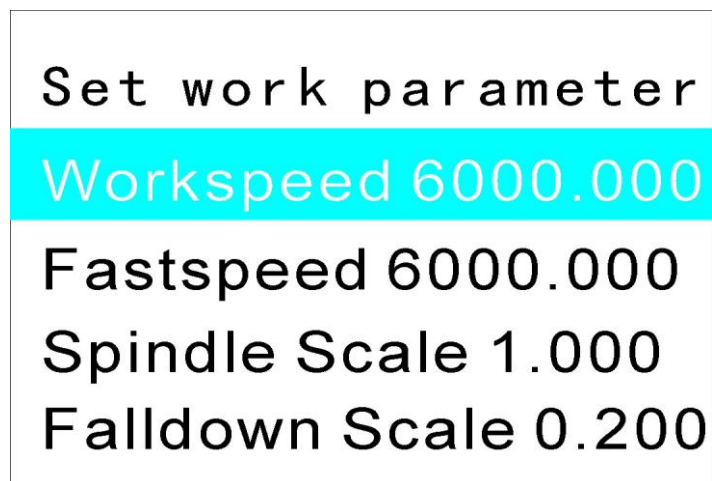 Set work parameter
Workspeed 6000.000
Fastspeed 6000.000
Spindle Scale 1.000
Falldown Scale 0.200